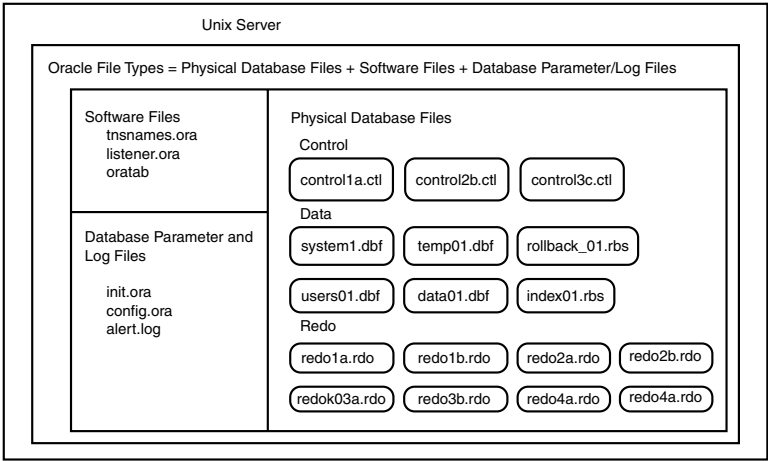 Unix Server
Oracle File Types = Physical Database Files + Software Files + Database Parameter/Log Files
Software Files
tnsnames.ora
listener.ora
oratab
Database Parameter and
Log Files
init.ora
config.ora
alert.log
Physical Database Files
Control
control1a.ctl control2b.ctl control3c.ctl
Data
system1.dbf temp01.dbf rollback_01.rbs
users01.dbf data01.dbf index01.rbs
Redo
redo1a.rdo redo1b.rdo redo2a.rdo redo2b.rdo
redok03a.rdo redo3b.rdo redo4a.rdo redo4a.rdo